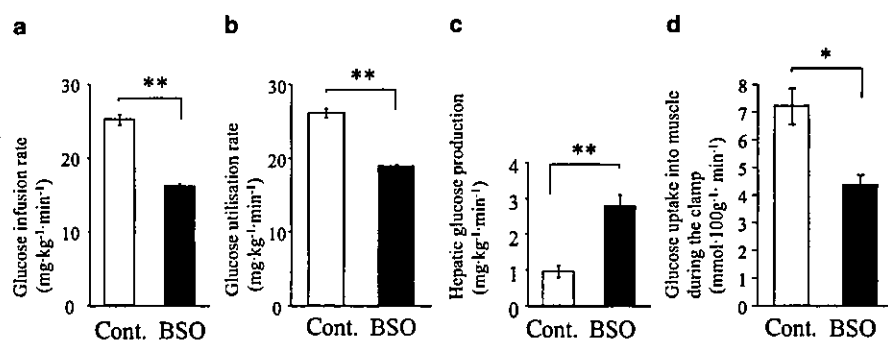 a
Glucose infusion rate
(mg·kg⁻¹·min⁻¹)
30
20
10
0
**
Cont. BSO
b
Glucose utilisation rate
(mg·kg⁻¹·min⁻¹)
30
20
10
0
**
Cont. BSO
c
Hepatic glucose production
(mg·kg⁻¹·min⁻¹)
4
3
2
1
0
**
Cont. BSO
d
Glucose uptake into muscle
during the clamp
(mmol·100g⁻¹· min⁻¹)
8
7
6
5
4
3
2
1
0
*
Cont. BSO